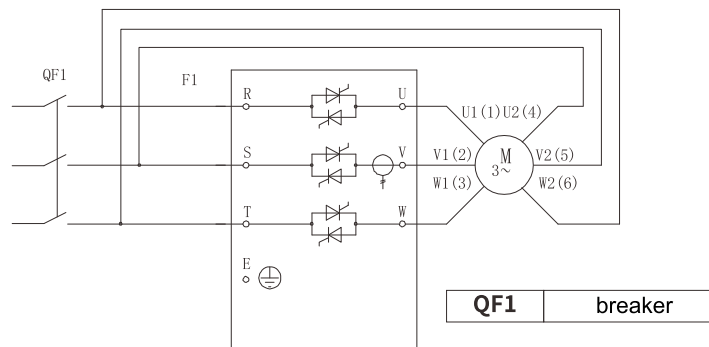 QF1
F1
R
U
U1(1) U2(4)
S
V
V1(2)
M
3~
V2(5)
W1(3)
W2(6)
T
W
E
QF1 breaker